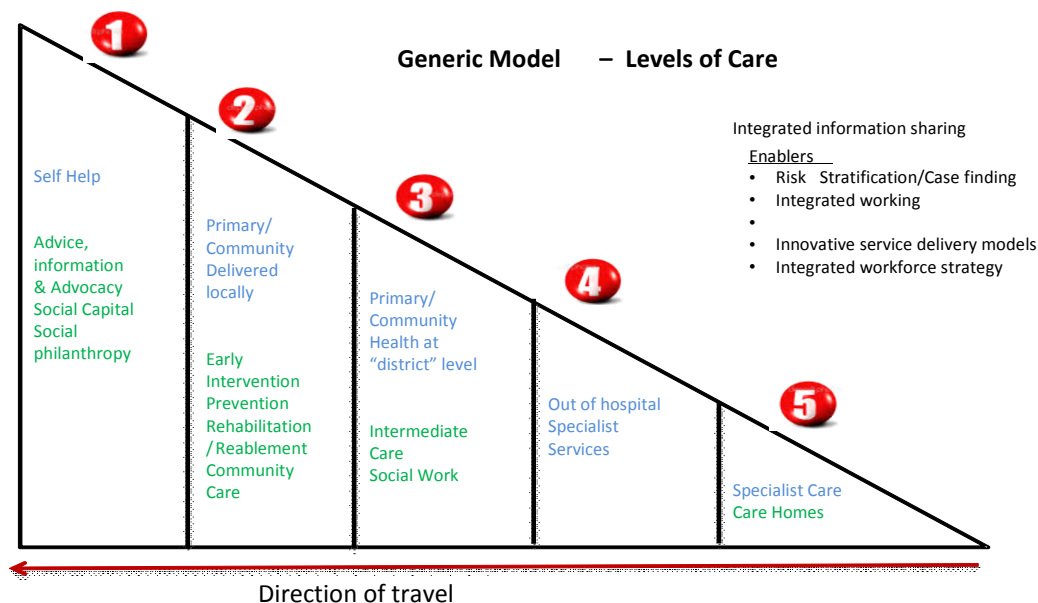 1
Generic Model – Levels of Care
2
Integrated information sharing
Enablers
• Risk Stratification/Case finding
• Integrated working
•
• Innovative service delivery models
• Integrated workforce strategy
3
4
5
Self Help
Advice,
information
& Advocacy
Social Capital
Social
philanthropy
Primary/
Community
Delivered
locally
Early
Intervention
Prevention
Rehabilitation
/ Reablement
Community
Care
Primary/
Community
Health at
“district” level
Intermediate
Care
Social Work
Out of hospital
Specialist
Services
Specialist Care
Care Homes
Direction of travel